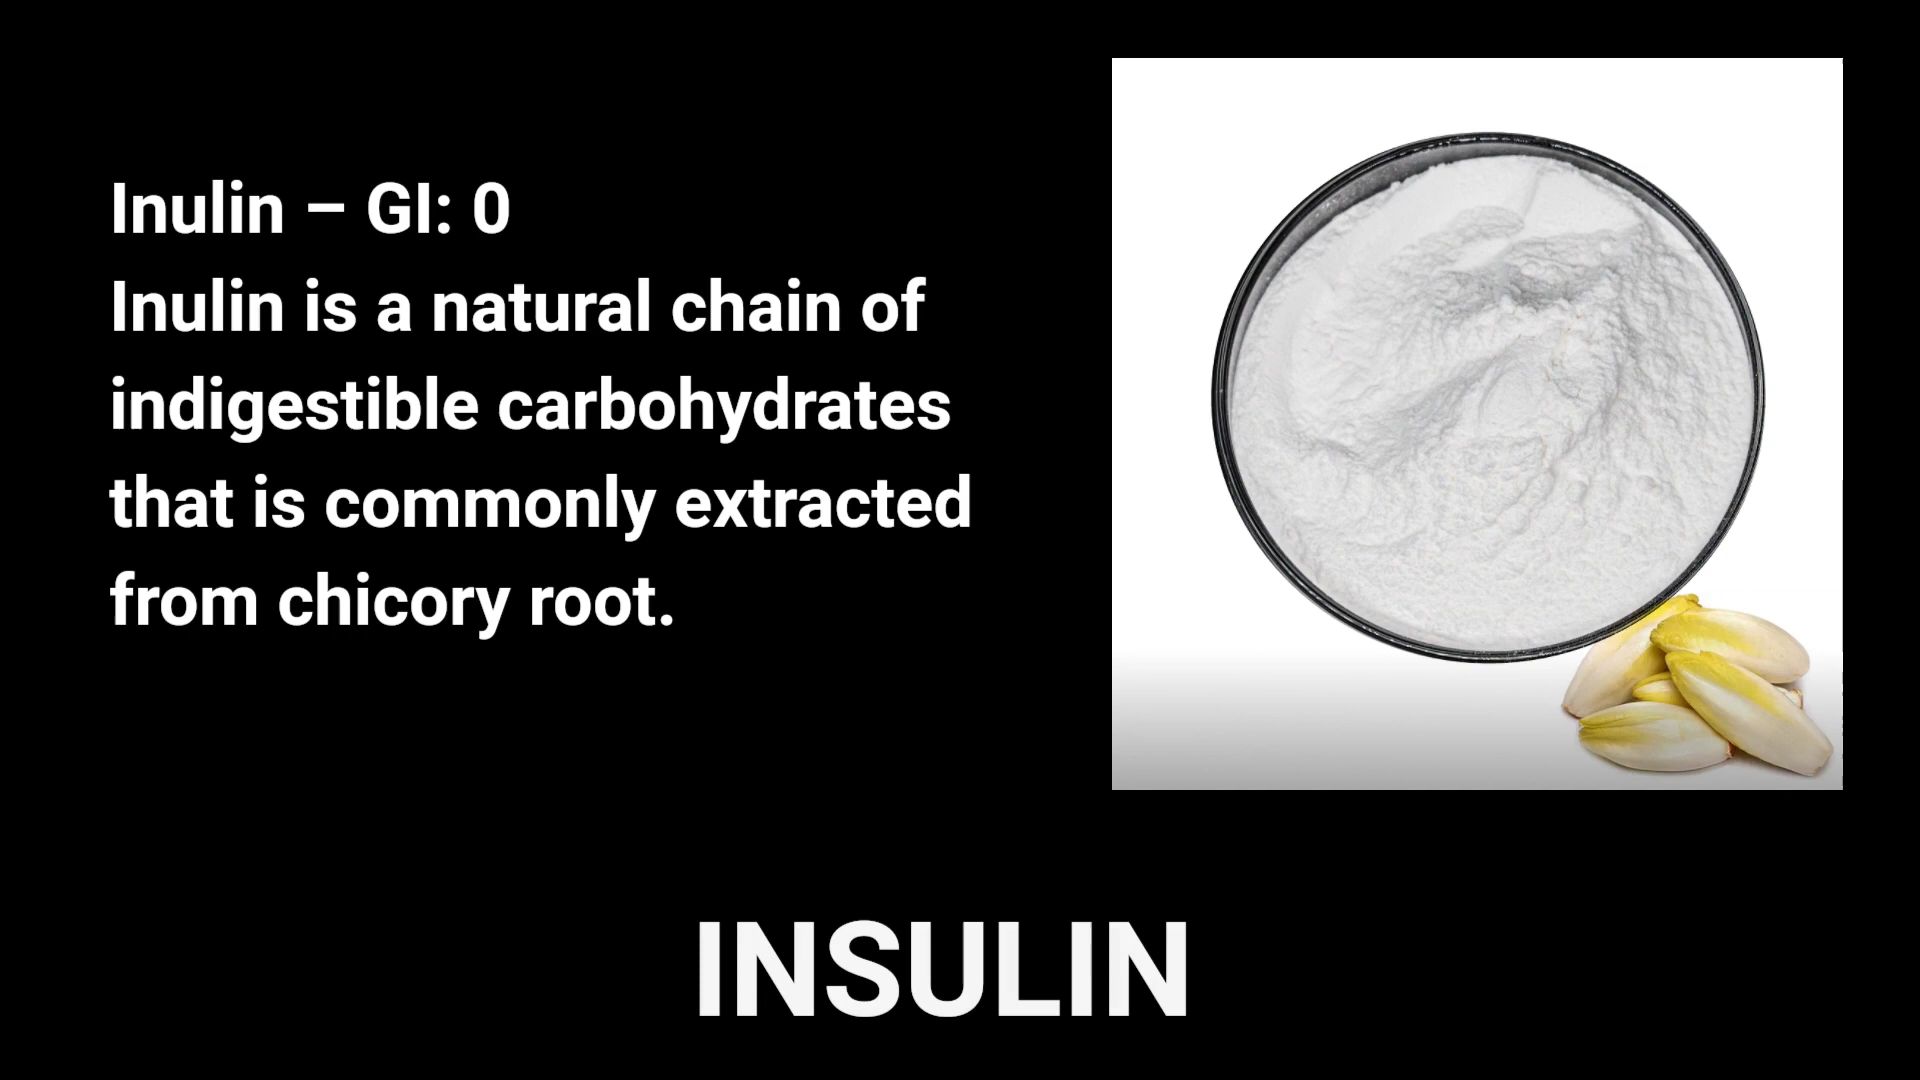 Inulin – GI: 0
Inulin is a natural chain of
indigestible carbohydrates
that is commonly extracted
from chicory root.
INSULIN